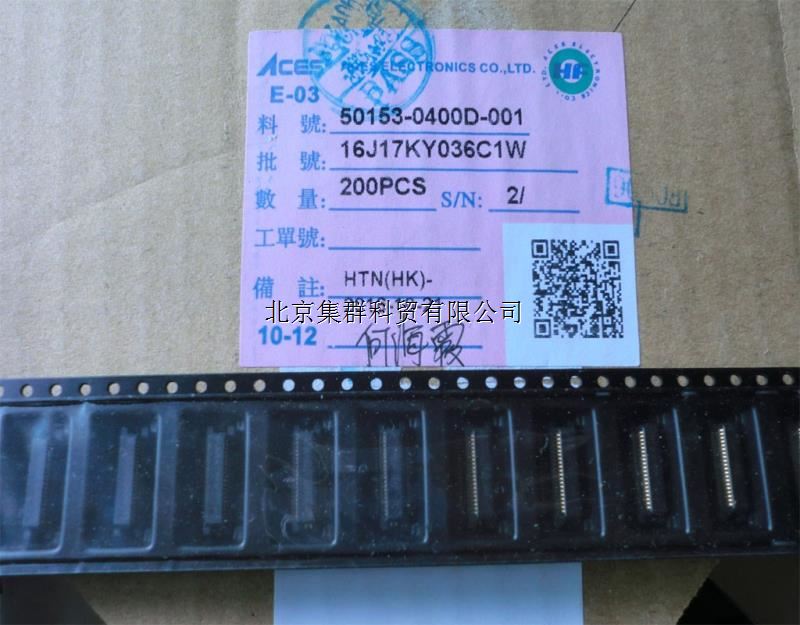 ACES ACES ELECTRONICS CO.,LTD.
E-03
料 號: 50153-0400D-001
批 號: 16J17KY036C1W
數 量: 200PCS S/N: 2/
工單號:
備 註: HTN(HK)-
北京集群科贸有限公司
10-12